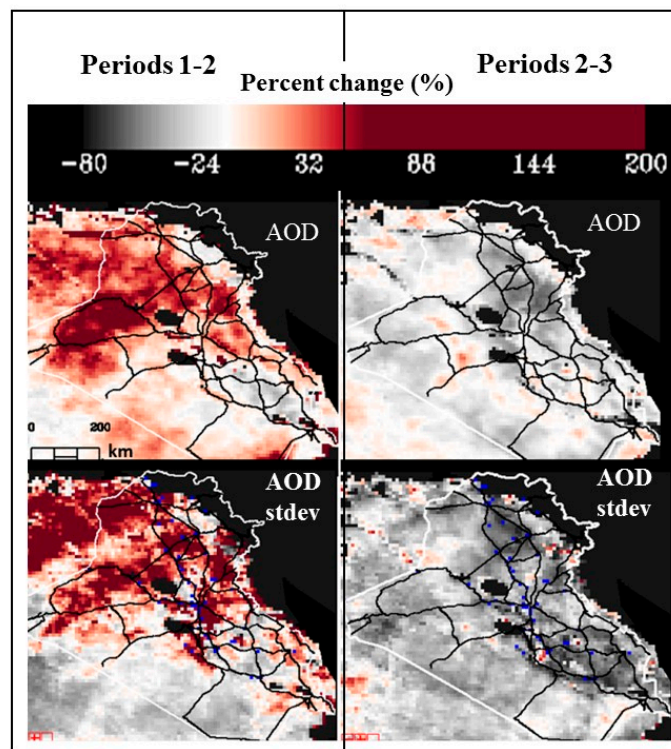 Periods 1-2
Periods 2-3
Percent change (%)
-80 -24 32 88 144 200
AOD
AOD
0 200
km
AOD
stdev
AOD
stdev